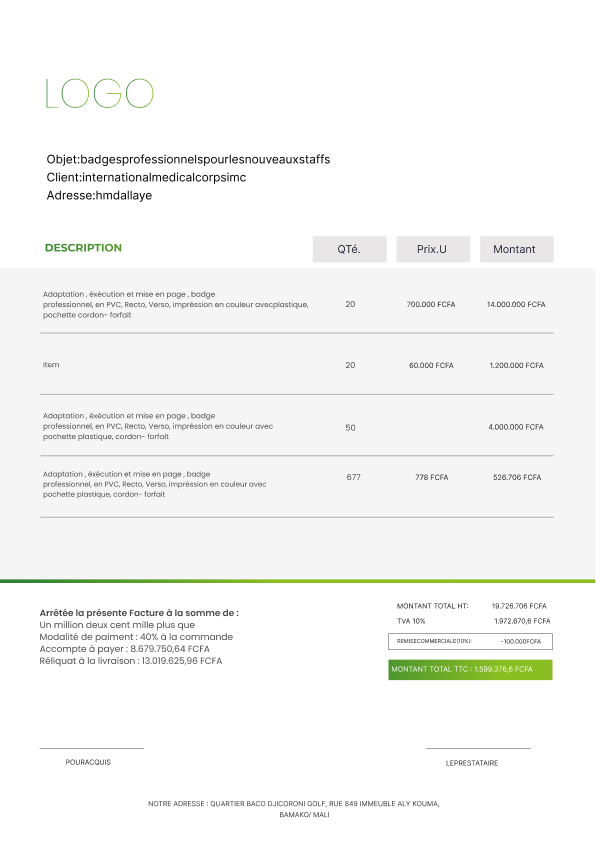 LOGO
Objet:badgesprofessionnelspourlesnouveauxstaffs
Client:internationalmedicalcorpsimc
Adresse:hmdallaye
DESCRIPTION QTé. Prix.U Montant
Adaptation , éxécution et mise en page , badge
professionnel, en PVC, Recto, Verso, impréssion en couleur avecplastique, 20 700.000 FCFA 14.000.000 FCFA
pochette cordon- forfait
item 20 60.000 FCFA 1.200.000 FCFA
Adaptation , éxécution et mise en page , badge
professionnel, en PVC, Recto, Verso, impréssion en couleur avec 50 4.000.000 FCFA
pochette plastique, cordon- forfait
Adaptation , éxécution et mise en page , badge 677 778 FCFA 526.706 FCFA
professionnel, en PVC, Recto, Verso, impréssion en couleur avec
pochette plastique, cordon- forfait
Arrêtée la présente Facture à la somme de :
Un million deux cent mille plus que
Modalité de paiment : 40% à la commande
Accompte à payer : 8.679.750,64 FCFA
Réliquat à la livraison : 13.019.625,96 FCFA
MONTANT TOTAL HT: 19.726.706 FCFA
TVA 10% 1.972.670,6 FCFA
REMISECOMMERCIALE(10%): -100.000FCFA
MONTANT TOTAL TTC : 1.599.376,6 FCFA
POURACQUIS LEPRESTATAIRE
NOTRE ADRESSE : QUARTIER BACO DJICORONI GOLF, RUE 849 IMMEUBLE ALY KOUMA,
BAMAKO/ MALI